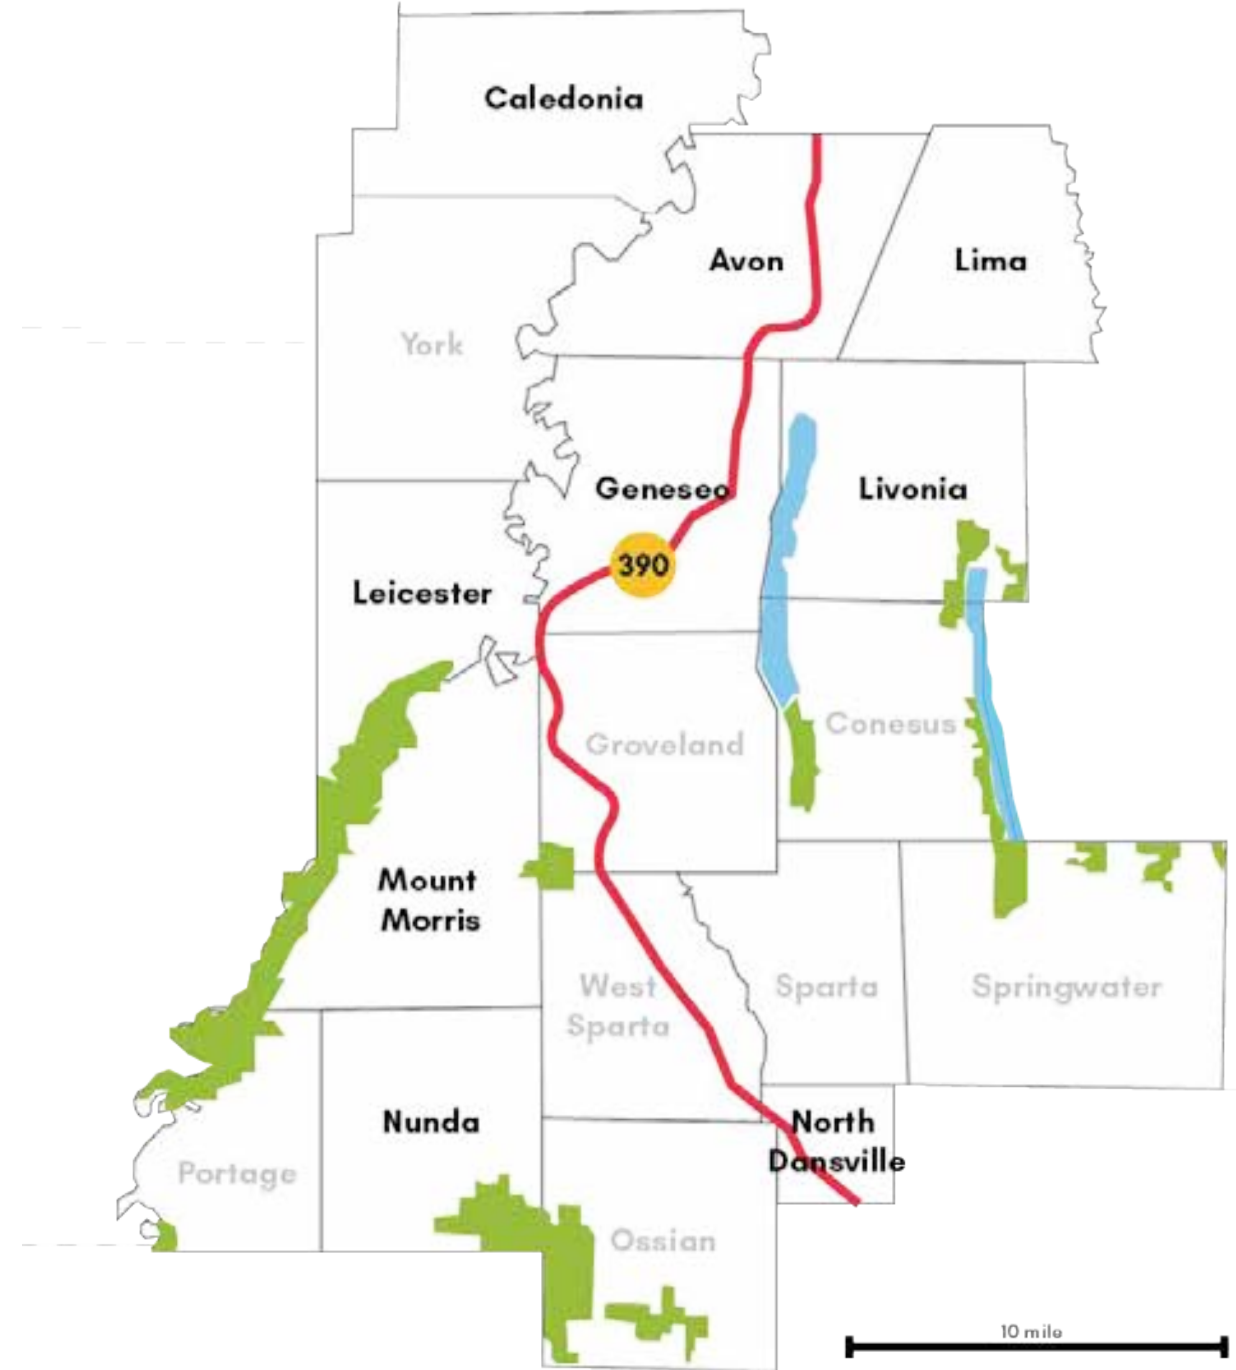 Caledonia
Avon
Lima
York
Geneseo
Livonia
390
Leicester
Conesus
Groveland
Mount
Morris
West
Sparta
Sparta
Springwater
Nunda
North
Dansville
Portage
Ossian
10 mile